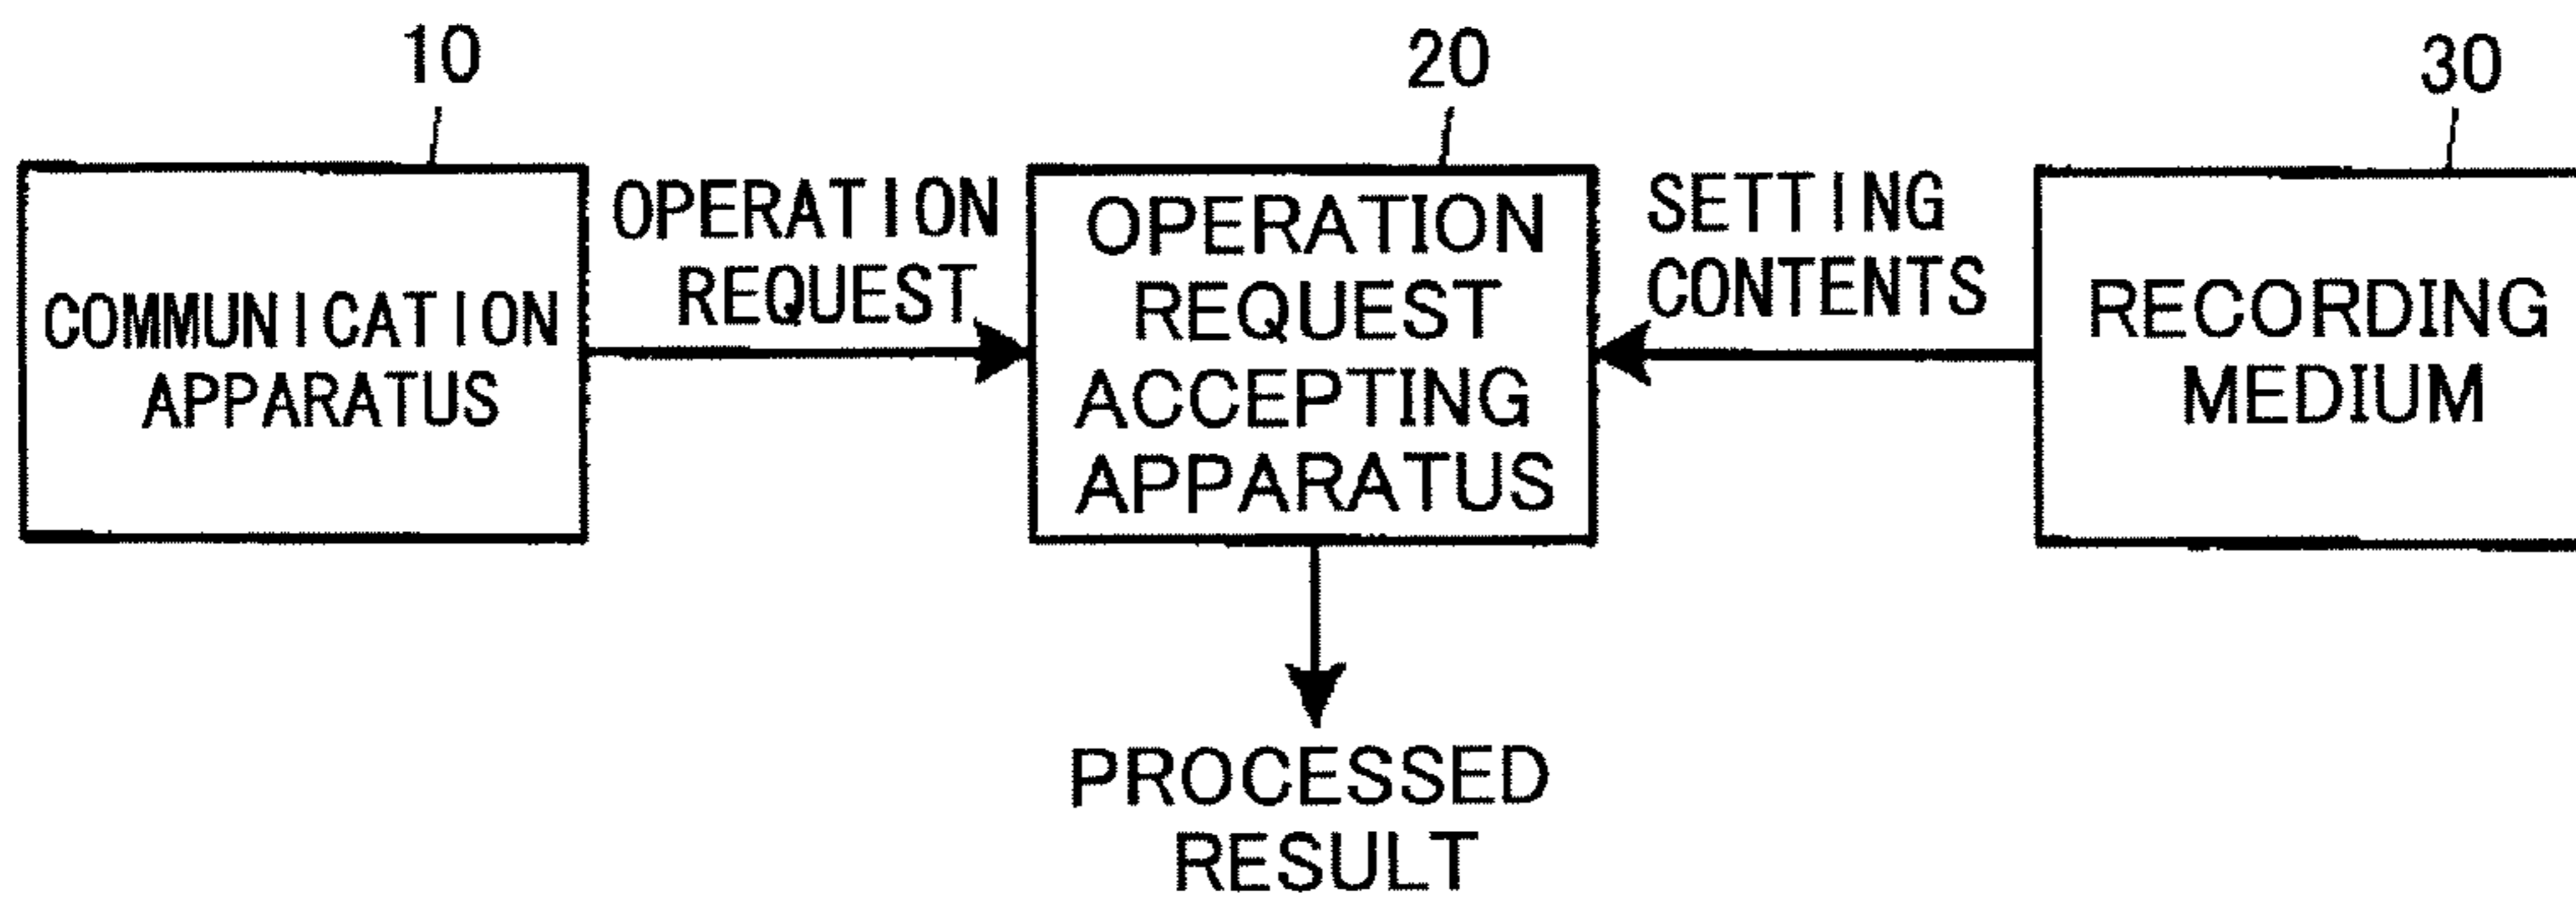 10
20
30
COMMUNICATION
APPARATUS
OPERATION
REQUEST
OPERATION
REQUEST
ACCEPTING
APPARATUS
SETTING
CONTENTS
RECORDING
MEDIUM
PROCESSED
RESULT